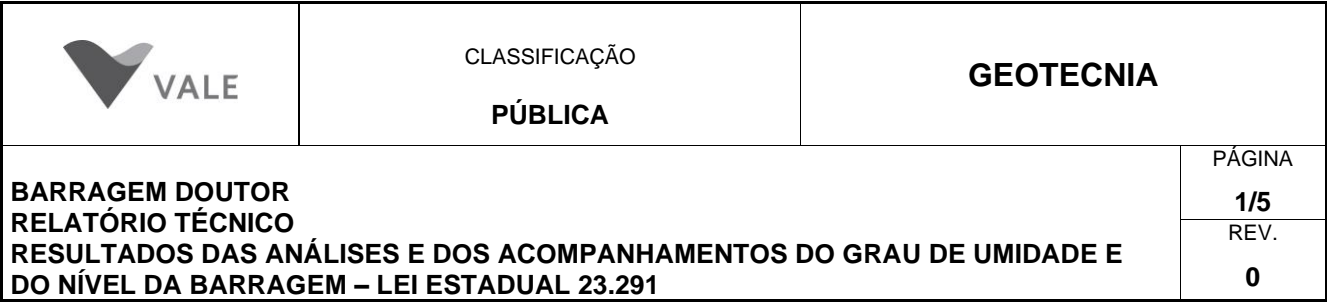 VALE
CLASSIFICAÇÃO
PÚBLICA
GEOTECNIA
BARRAGEM DOUTOR
RELATÓRIO TÉCNICO
RESULTADOS DAS ANÁLISES E DOS ACOMPANHAMENTOS DO GRAU DE UMIDADE E
DO NÍVEL DA BARRAGEM – LEI ESTADUAL 23.291
PÁGINA
1/5
REV.
0